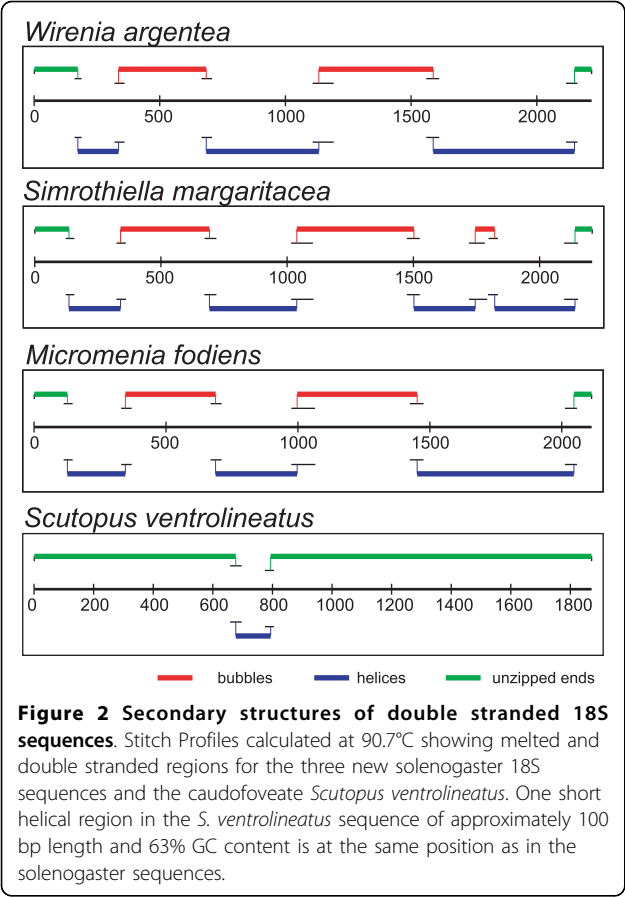 Wirenia argentea
0 500 1000 1500 2000
Simrothiella margaritacea
0 500 1000 1500 2000
Micromenia fodiens
0 500 1000 1500 2000
Scutopus ventrolineatus
0 200 400 600 800 1000 1200 1400 1600 1800
bubbles helices unzipped ends
Figure 2 Secondary structures of double stranded 18S
sequences. Stitch Profiles calculated at 90.7°C showing melted and
double stranded regions for the three new solenogaster 18S
sequences and the caudofoveate Scutopus ventrolineatus. One short
helical region in the S. ventrolineatus sequence of approximately 100
bp length and 63% GC content is at the same position as in the
solenogaster sequences.